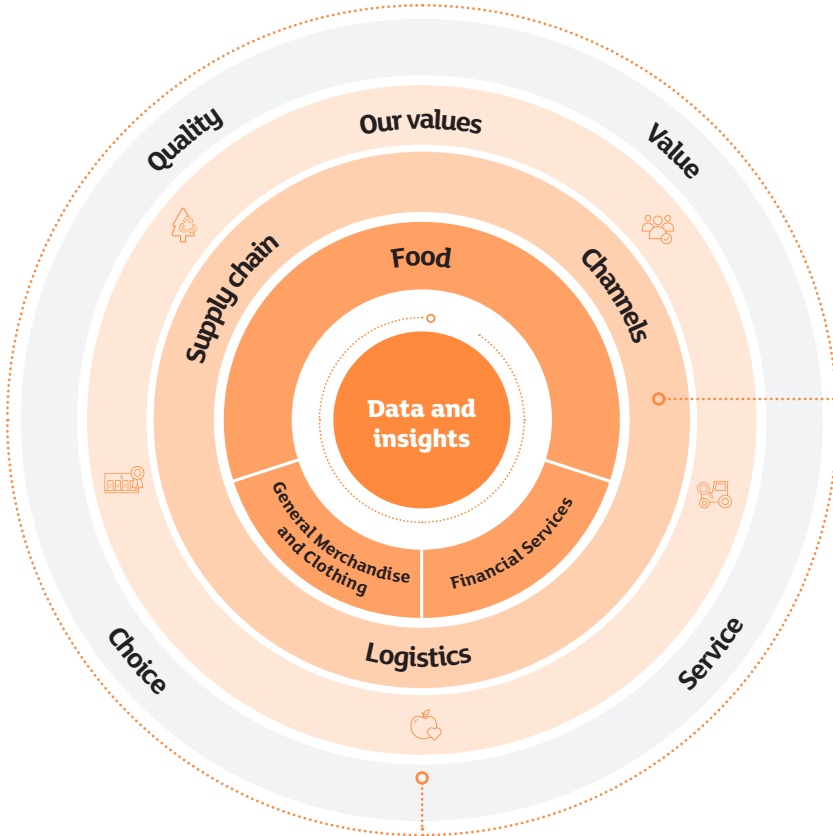 Quality
Our values
Value
Supply chain
Food
Channels
Data and
insights
General Merchandise
and Clothing
Financial Services
Choice
Logistics
Service